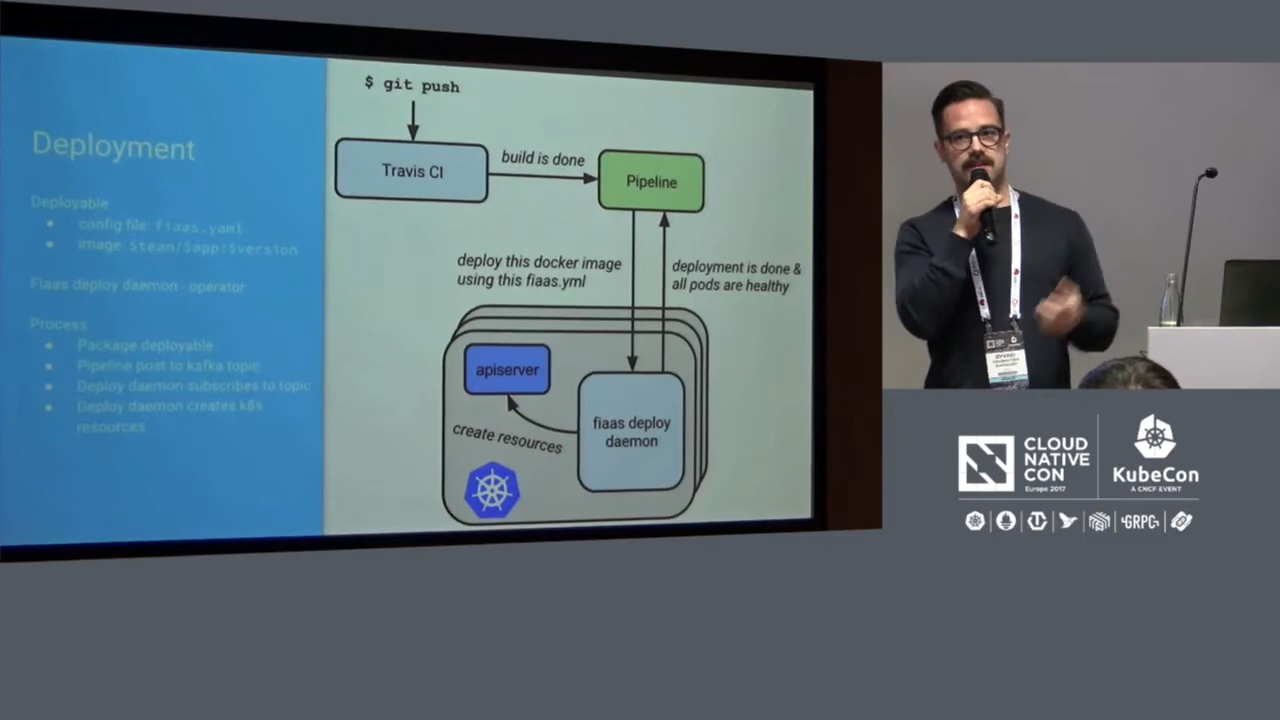 Deployment
Deployable
config file: fiaas.yaml
image $team/$app:$version
Fiaas deploy daemon - operator
Process
Package deployable
Pipeline post to kafka topic
Deploy daemon subscribes to topic
Deploy daemon creates k8s
resources
$ git push
Travis CI
build is done
Pipeline
deploy this docker image
using this fiaas.yml
deployment is done &
all pods are healthy
apiserver
fiaas deploy
daemon
create resources
CLOUD
NATIVE
CON
Europe 2017
KubeCon
A CNCF EVENT
GRPC